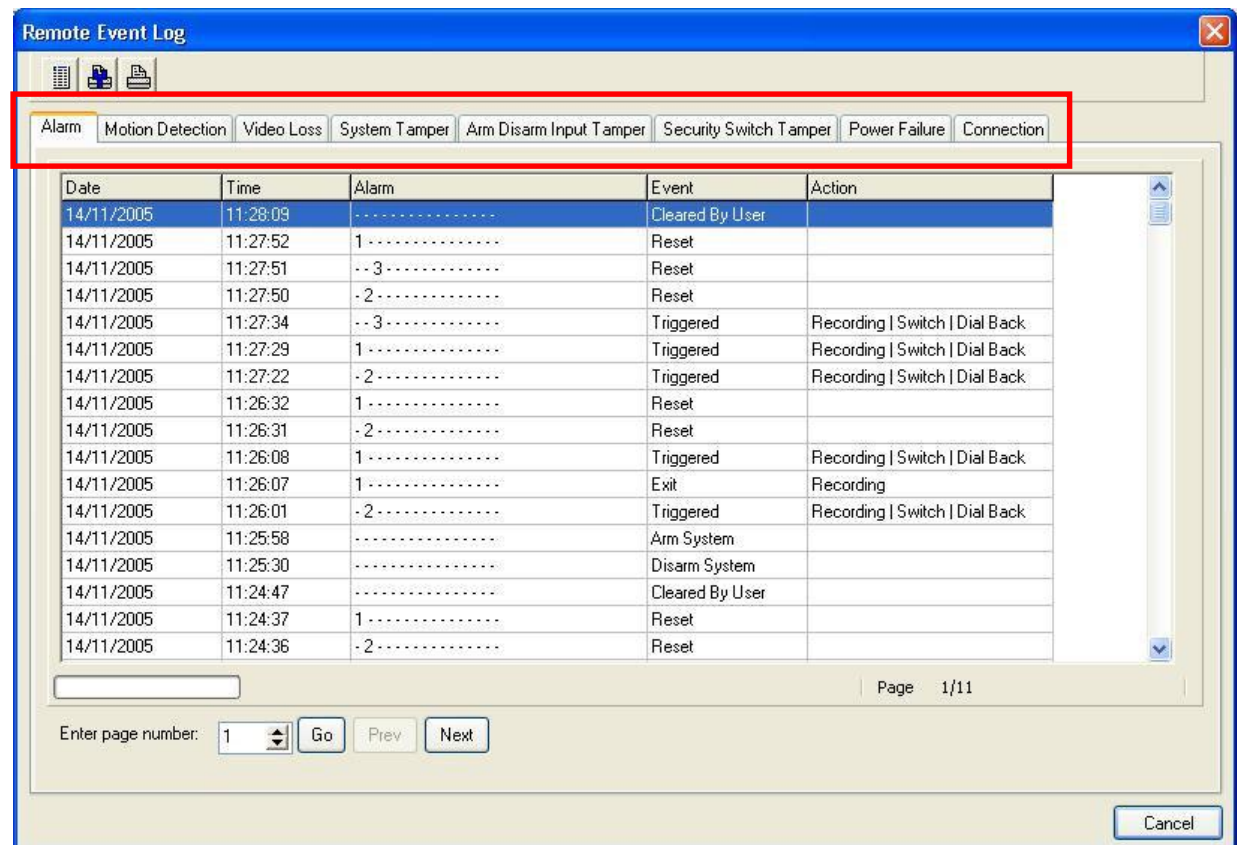 Remote Event Log
Alarm Motion Detection Video Loss System Tamper Arm Disarm Input Tamper Security Switch Tamper Power Failure Connection
Date Time Alarm Event Action
14/11/2005 11:28:09 - - - - - - - - - - - - - - - - Cleared By User
14/11/2005 11:27:52 1 - - - - - - - - - - - - - - - Reset
14/11/2005 11:27:51 - - 3 - - - - - - - - - - - - - Reset
14/11/2005 11:27:50 - 2 - - - - - - - - - - - - - - Reset
14/11/2005 11:27:34 - - 3 - - - - - - - - - - - - - Triggered Recording | Switch | Dial Back
14/11/2005 11:27:29 1 - - - - - - - - - - - - - - - Triggered Recording | Switch | Dial Back
14/11/2005 11:27:22 - 2 - - - - - - - - - - - - - - Triggered Recording | Switch | Dial Back
14/11/2005 11:26:32 1 - - - - - - - - - - - - - - - Reset
14/11/2005 11:26:31 - 2 - - - - - - - - - - - - - - Reset
14/11/2005 11:26:08 1 - - - - - - - - - - - - - - - Triggered Recording | Switch | Dial Back
14/11/2005 11:26:07 1 - - - - - - - - - - - - - - - Exit Recording
14/11/2005 11:26:01 - 2 - - - - - - - - - - - - - - Triggered Recording | Switch | Dial Back
14/11/2005 11:25:58 - - - - - - - - - - - - - - - - Arm System
14/11/2005 11:25:30 - - - - - - - - - - - - - - - - Disarm System
14/11/2005 11:24:47 - - - - - - - - - - - - - - - - Cleared By User
14/11/2005 11:24:37 1 - - - - - - - - - - - - - - - Reset
14/11/2005 11:24:36 - 2 - - - - - - - - - - - - - - Reset
Page 1/11
Enter page number: 1 Go Prev Next
Cancel